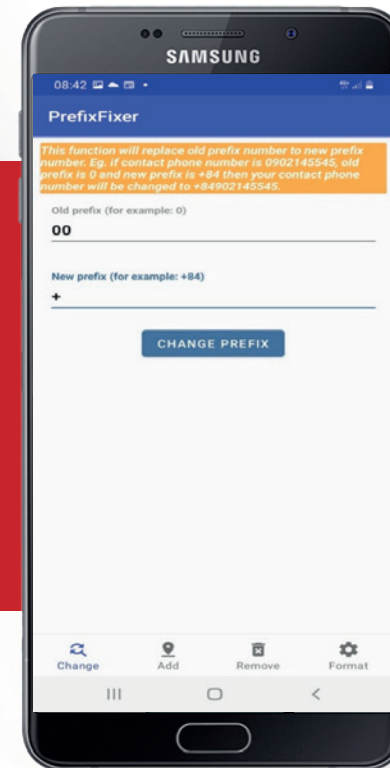 SAMSUNG
08:42
PrefixFixer
This function will replace old prefix number to new prefix
number. Eg. if contact phone number is 0902145545, old
prefix is 0 and new prefix is +84 then your contact phone
number will be changed to +84902145545.
Old prefix (for example: 0)
00
New prefix (for example: +84)
+
CHANGE PREFIX
Change Add Remove Format